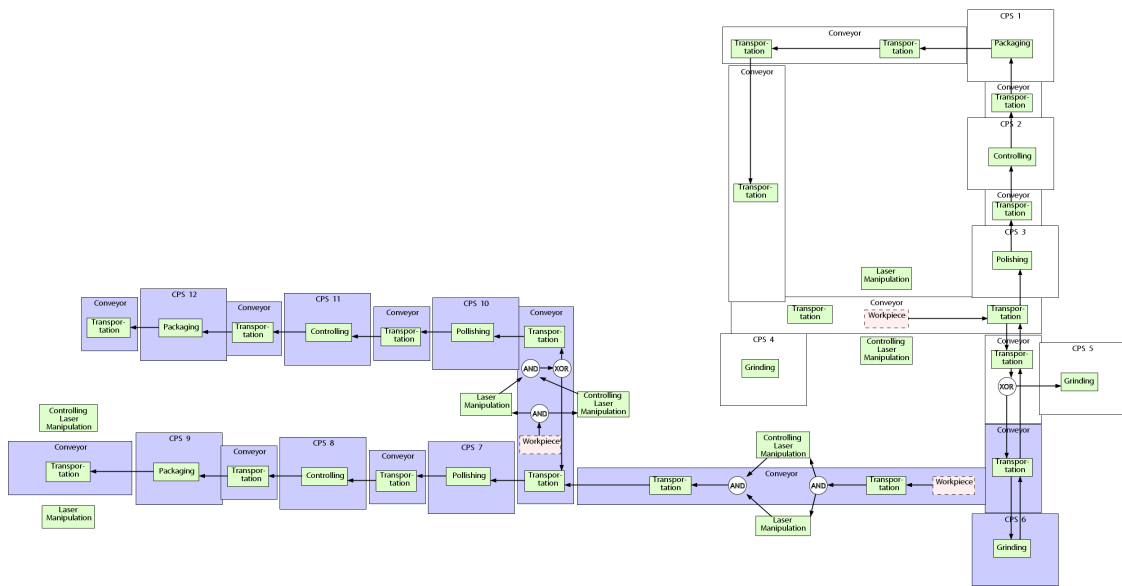 CPS 1
Conveyor
Transpor-
tation
Transpor-
tation
Packaging
Conveyor
Conveyor
Transpor-
tation
CPS 2
Controlling
Transpor-
tation
Conveyor
Transpor-
tation
CPS 3
Polishing
Laser
Manipulation
Conveyor
Transpor-
tation
Workpiece
Transpor-
tation
CPS 4
Grinding
Controlling
Laser
Manipulation
Conveyor
Transpor-
tation
CPS 5
Grinding
XOR
Conveyor
Transpor-
tation
CPS 12
Conveyor
Transpor-
tation
Packaging
Conveyor
Transpor-
tation
CPS 11
Controlling
Conveyor
Transpor-
tation
CPS 10
Pollishing
Conveyor
Transpor-
tation
AND
XOR
Laser
Manipulation
AND
Controlling
Laser
Manipulation
Workpiece
Controlling
Laser
Manipulation
Conveyor
Transpor-
tation
CPS 9
Packaging
Conveyor
Transpor-
tation
CPS 8
Controlling
Conveyor
Transpor-
tation
CPS 7
Pollishing
Transpor-
tation
Laser
Manipulation
Controlling
Laser
Manipulation
Conveyor
Transpor-
tation
AND
AND
Transpor-
tation
Workpiece
Laser
Manipulation
CPS 6
Grinding